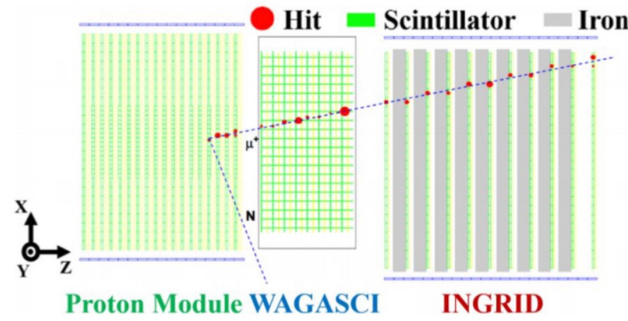 Hit Scintillator Iron
μ+
N
X
Y Z
Proton Module WAGASCI INGRID